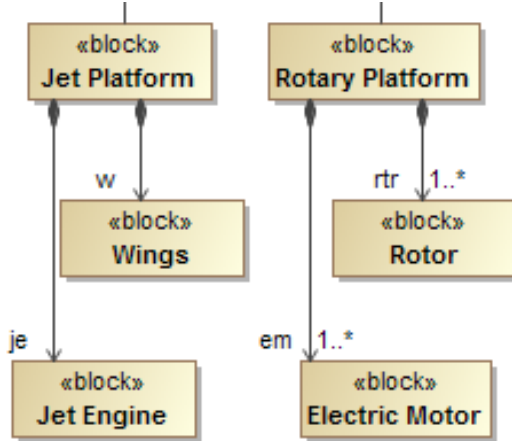 «block»
Jet Platform
«block»
Rotary Platform
w
rtr
1..*
«block»
Wings
«block»
Rotor
je
em
1..*
«block»
Jet Engine
«block»
Electric Motor